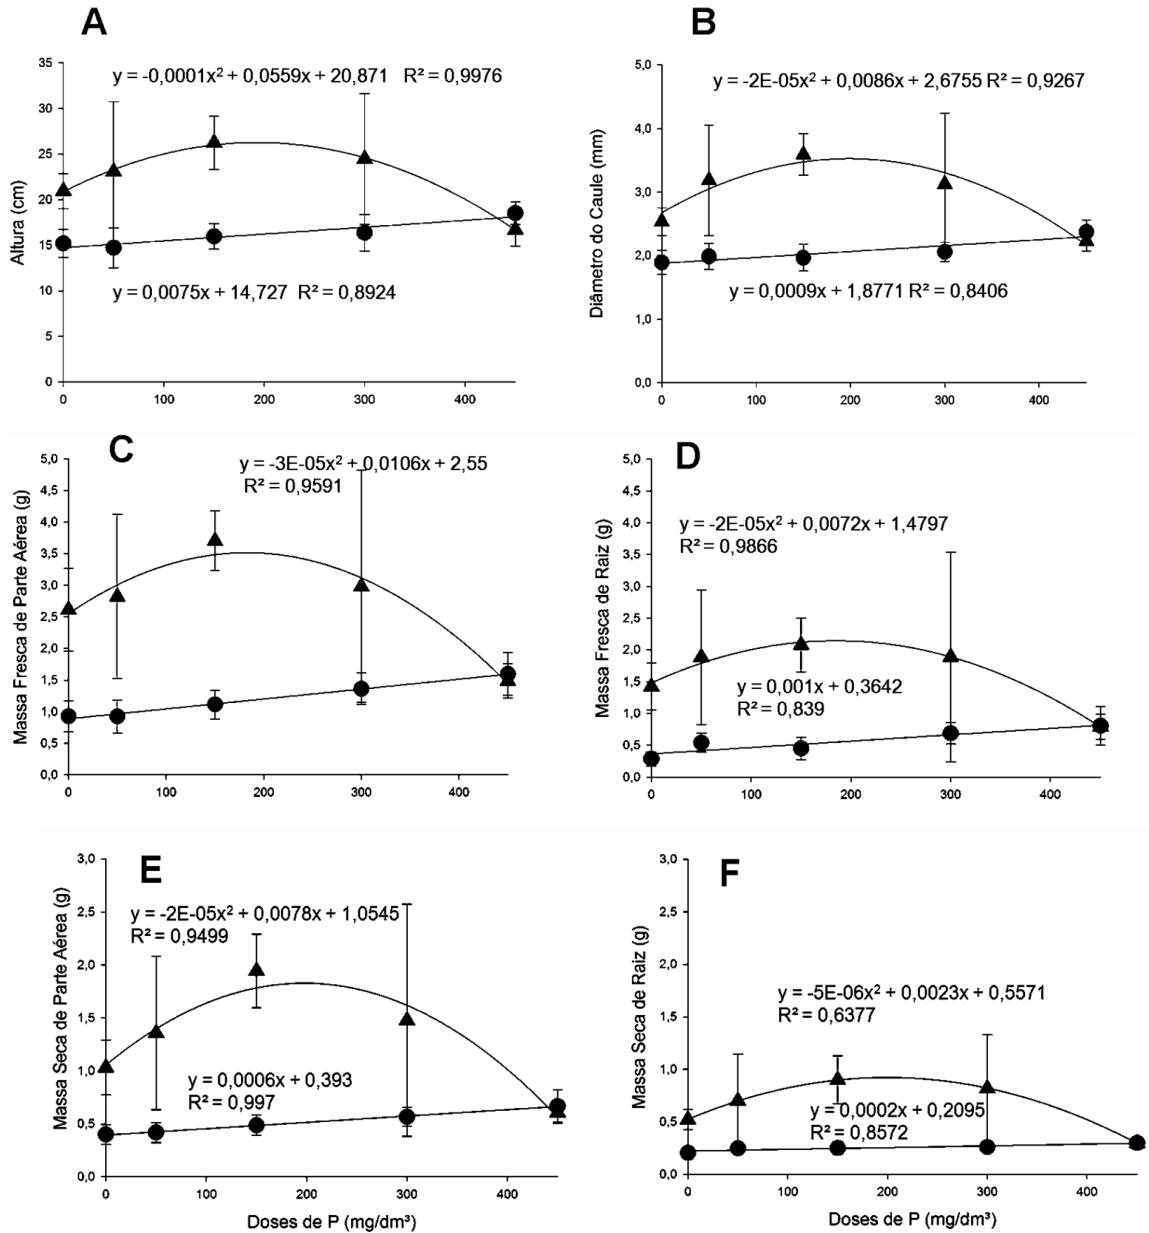 A
y = -0,0001x² + 0,0559x + 20,871 R² = 0,9976
35
30
25
20
15
10
5
0
Altura (cm)
y = 0,0075x + 14,727 R² = 0,8924
0 100 200 300 400
B
y = -2E-05x² + 0,0086x + 2,6755 R² = 0,9267
5,0
4,0
3,0
2,0
1,0
0,0
Diâmetro do Caule (mm)
y = 0,0009x + 1,8771 R² = 0,8406
0 100 200 300 400
C
y = -3E-05x² + 0,0106x + 2,55
R² = 0,9591
5,0
4,5
4,0
3,5
3,0
2,5
2,0
1,5
1,0
0,5
0,0
Massa Fresca de Parte Aérea (g)
0 100 200 300 400
D
y = -2E-05x² + 0,0072x + 1,4797
R² = 0,9866
5,0
4,5
4,0
3,5
3,0
2,5
2,0
1,5
1,0
0,5
0,0
Massa Fresca de Raiz (g)
y = 0,001x + 0,3642
R² = 0,839
0 100 200 300 400
E
y = -2E-05x² + 0,0078x + 1,0545
R² = 0,9499
3,0
2,5
2,0
1,5
1,0
0,5
0,0
Massa Seca de Parte Aérea (g)
y = 0,0006x + 0,393
R² = 0,997
0 100 200 300 400
Doses de P (mg/dm³)
F
y = -5E-06x² + 0,0023x + 0,5571
R² = 0,6377
3,0
2,5
2,0
1,5
1,0
0,5
0,0
Massa Seca de Raiz (g)
y = 0,0002x + 0,2095
R² = 0,8572
0 100 200 300 400
Doses de P (mg/dm³)